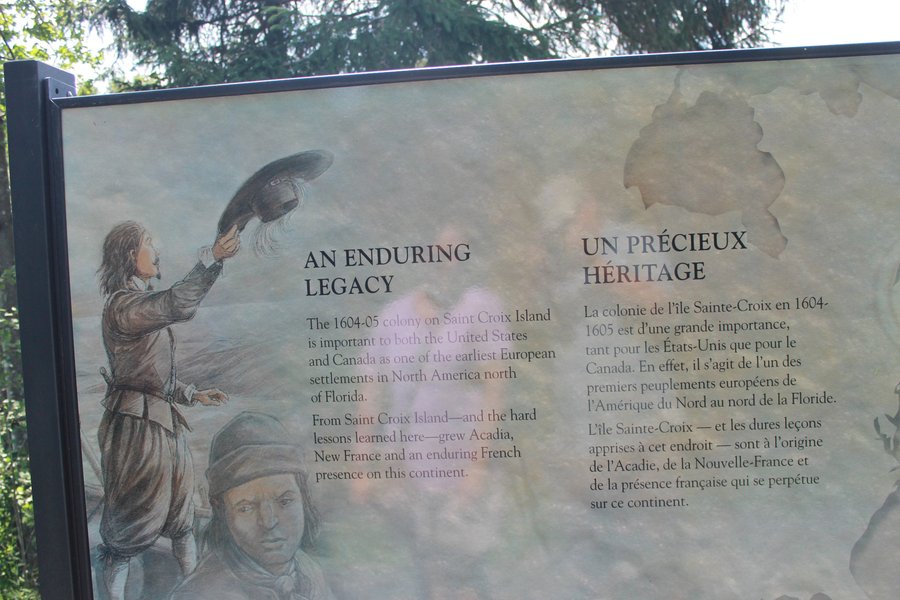 AN ENDURING
LEGACY
The 1604-05 colony on Saint Croix Island
is important to both the United States
and Canada as one of the earliest European
settlements in North America north
of Florida.
From Saint Croix Island—and the hard
lessons learned here—grew Acadia,
New France and an enduring French
presence on this continent.
UN PRÉCIEUX
HÉRITAGE
La colonie de l'île Sainte-Croix en 1604-
1605 est d'une grande importance,
tant pour les États-Unis que pour le
Canada. En effet, il s'agit de l'un des
premiers peuplements européens de
l'Amérique du Nord au nord de la Floride.
L'île Sainte-Croix — et les dures leçons
apprises à cet endroit — sont à l'origine
de l'Acadie, de la Nouvelle-France et
de la présence française qui se perpétue
sur ce continent.